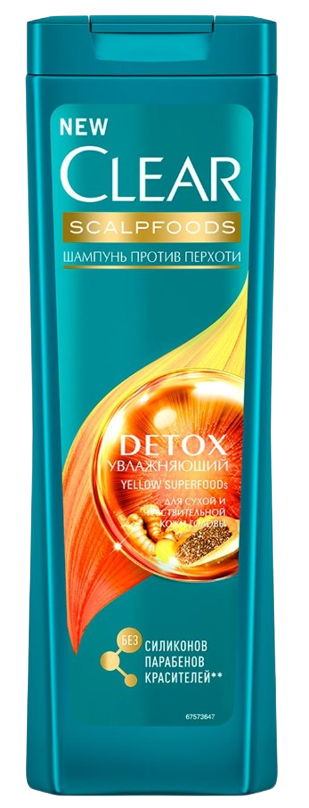 NEW
CLEAR
SCALPFOODS
ШАМПУНЬ ПРОТИВ ПЕРХОТИ
DETOX
УВЛАЖНЯЮЩИЙ
YELLOW SUPERFOODs
ДЛЯ СУХОЙ И
ЧУВСТВИТЕЛЬНОЙ
КОЖИ ГОЛОВЫ
БЕЗ
СИЛИКОНОВ
ПАРАБЕНОВ
КРАСИТЕЛЕЙ**
67573647